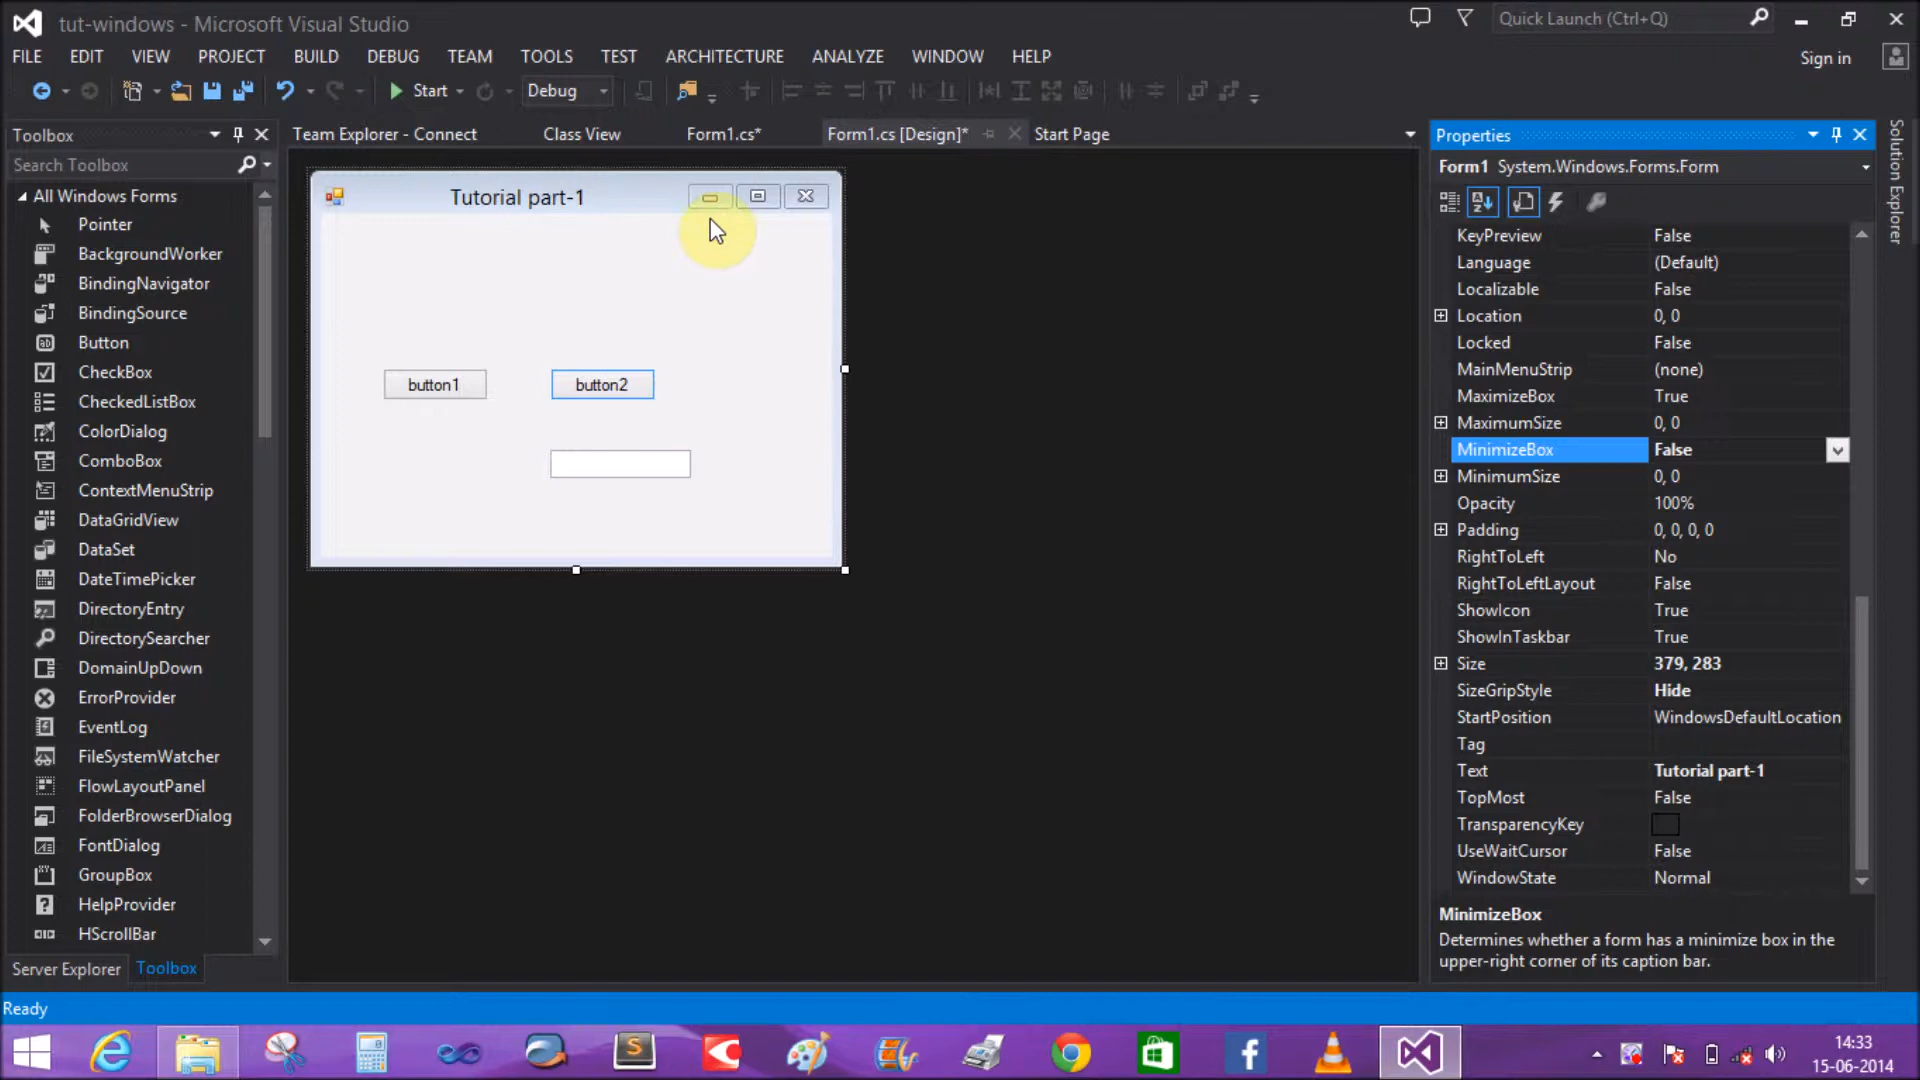 tut-windows - Microsoft Visual Studio
Quick Launch (Ctrl+Q)
FILE EDIT VIEW PROJECT BUILD DEBUG TEAM TOOLS TEST ARCHITECTURE ANALYZE WINDOW HELP
Sign in
Start
Debug
Toolbox
Team Explorer - Connect
Class View
Form1.cs*
Form1.cs [Design]*
Start Page
Properties
Search Toolbox
All Windows Forms
Pointer
BackgroundWorker
BindingNavigator
BindingSource
Button
CheckBox
CheckedListBox
ColorDialog
ComboBox
ContextMenuStrip
DataGridView
DataSet
DateTimePicker
DirectoryEntry
DirectorySearcher
DomainUpDown
ErrorProvider
EventLog
FileSystemWatcher
FlowLayoutPanel
FolderBrowserDialog
FontDialog
GroupBox
HelpProvider
HScrollBar
Server Explorer
Toolbox
Tutorial part-1
button1
button2
Form1 System.Windows.Forms.Form
KeyPreview False
Language (Default)
Localizable False
Location 0, 0
Locked False
MainMenuStrip (none)
MaximizeBox True
MaximumSize 0, 0
MinimizeBox False
MinimumSize 0, 0
Opacity 100%
Padding 0, 0, 0, 0
RightToLeft No
RightToLeftLayout False
ShowIcon True
ShowInTaskbar True
Size 379, 283
SizeGripStyle Hide
StartPosition WindowsDefaultLocation
Tag
Text Tutorial part-1
TopMost False
TransparencyKey
UseWaitCursor False
WindowState Normal
MinimizeBox
Determines whether a form has a minimize box in the
upper-right corner of its caption bar.
Solution Explorer
Ready
14:33
15-06-2014